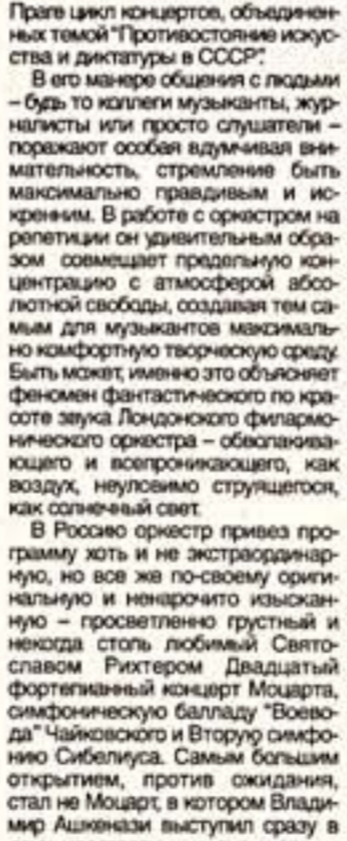 Праге цикл концертов, объединен-
ных темой "Противостояние искус-
ства и диктатуры в СССР".
В его манере общения с людьми
– будь то коллеги музыканты, жур-
налисты или просто слушатели –
поражают особая вдумчивая вни-
мательность, стремление быть
максимально правдивым и ис-
кренним. В работе с оркестром на
репетиции он удивительным обра-
зом совмещает предельную кон-
центрацию с атмосферой абсо-
лютной свободы, создавая тем са-
мым для музыкантов максималь-
но комфортную творческую среду.
Быть может, именно это объясняет
феномен фантастического по кра-
соте звука Лондонского филармо-
нического оркестра – обволакива-
ющего и всепроникающего, как
воздух, неуловимо струящегося,
как солнечный свет.
В Россию оркестр привез про-
грамму хоть и не экстраординар-
ную, но все же по-своему ориги-
нальную и ненарочито изыскан-
ную – просветленно грустный и
некогда столь любимый Свято-
славом Рихтером Двадцатый
фортепианный концерт Моцарта,
симфоническую балладу "Воево-
да" Чайковского и Вторую симфо-
нию Сибелиуса. Самым большим
открытием, против ожидания,
стал не Моцарт, в котором Влади-
мир Ашкенази выступил сразу в